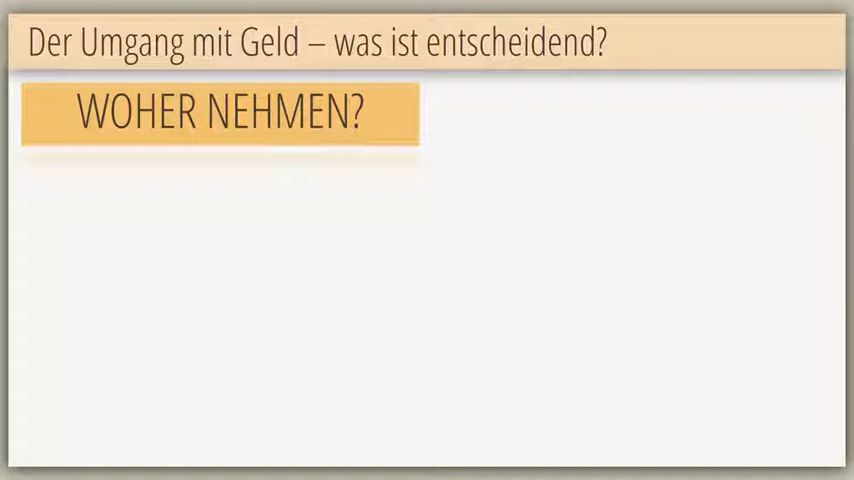 Der Umgang mit Geld – was ist entscheidend?
WOHER NEHMEN?